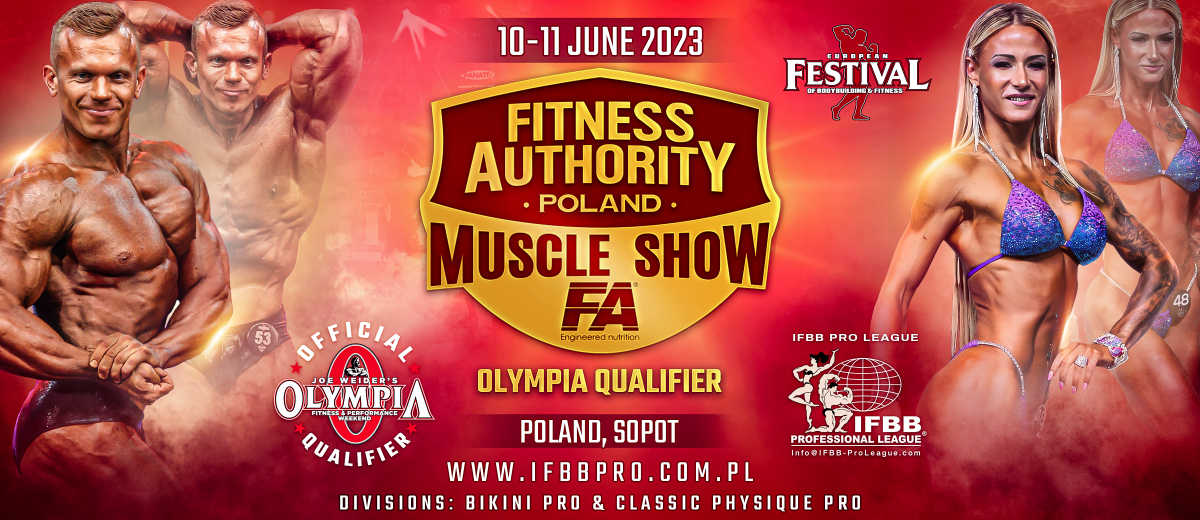 10-11 JUNE 2023
FITNESS
AUTHORITY
· POLAND ·
MUSCLE SHOW
FA®
Engineered nutrition
OLYMPIA QUALIFIER
POLAND, SOPOT
WWW.IFBBPRO.COM.PL
DIVISIONS: BIKINI PRO & CLASSIC PHYSIQUE PRO
EUROPEAN
FESTIVAL
OF BODYBUILDING & FITNESS
OFFICIAL
JOE WEIDER'S
OLYMPIA
FITNESS & PERFORMANCE
WEEKEND
QUALIFIER
IFBB PRO LEAGUE
IFBB
PROFESSIONAL LEAGUE®
Info@IFBB-ProLeague.com
53
48